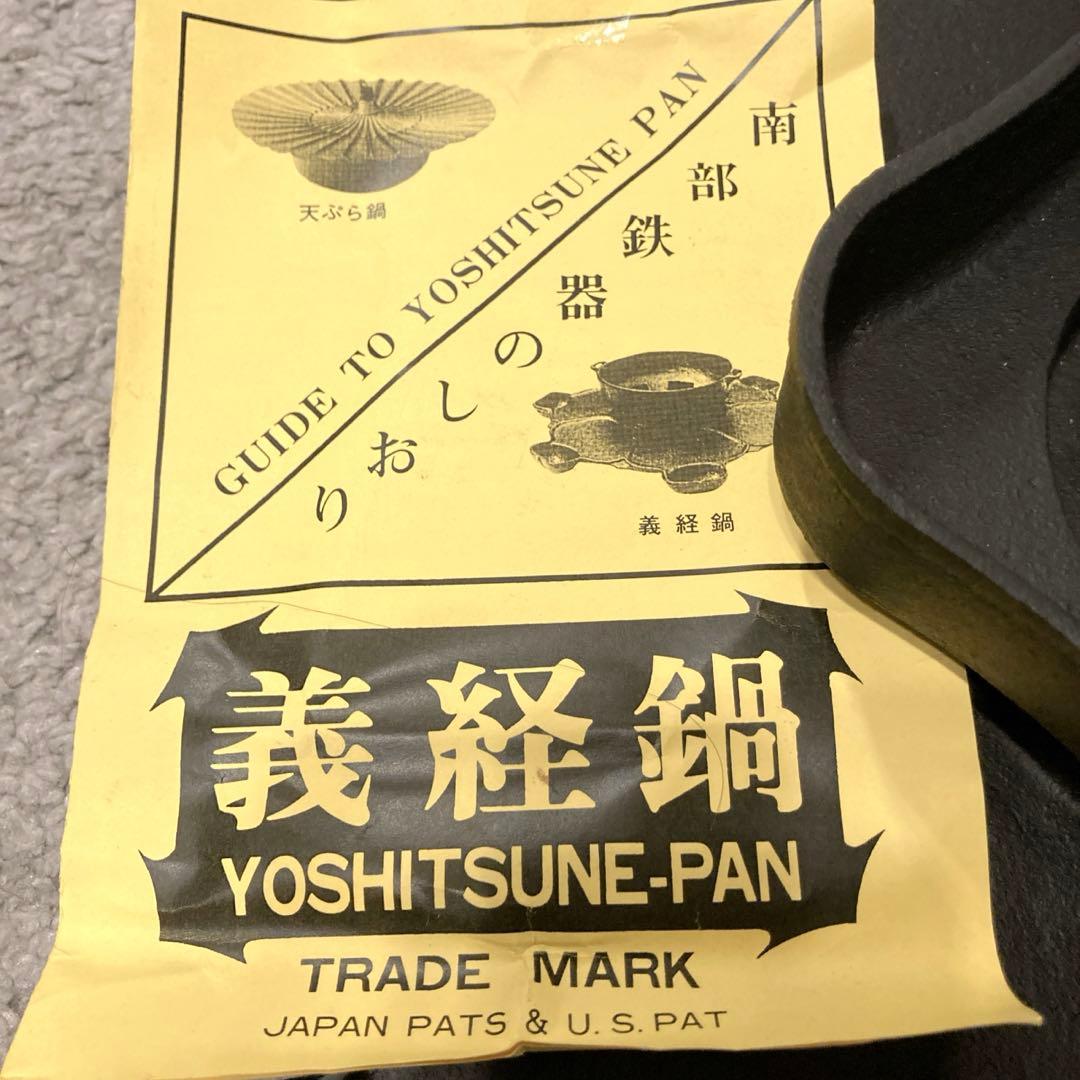 天ぷら鍋
GUIDE TO YOSHITSUNE PAN
南部鉄器のしおり
義経鍋
義経鍋
YOSHITSUNE-PAN
TRADE MARK
JAPAN PATS & U.S. PAT